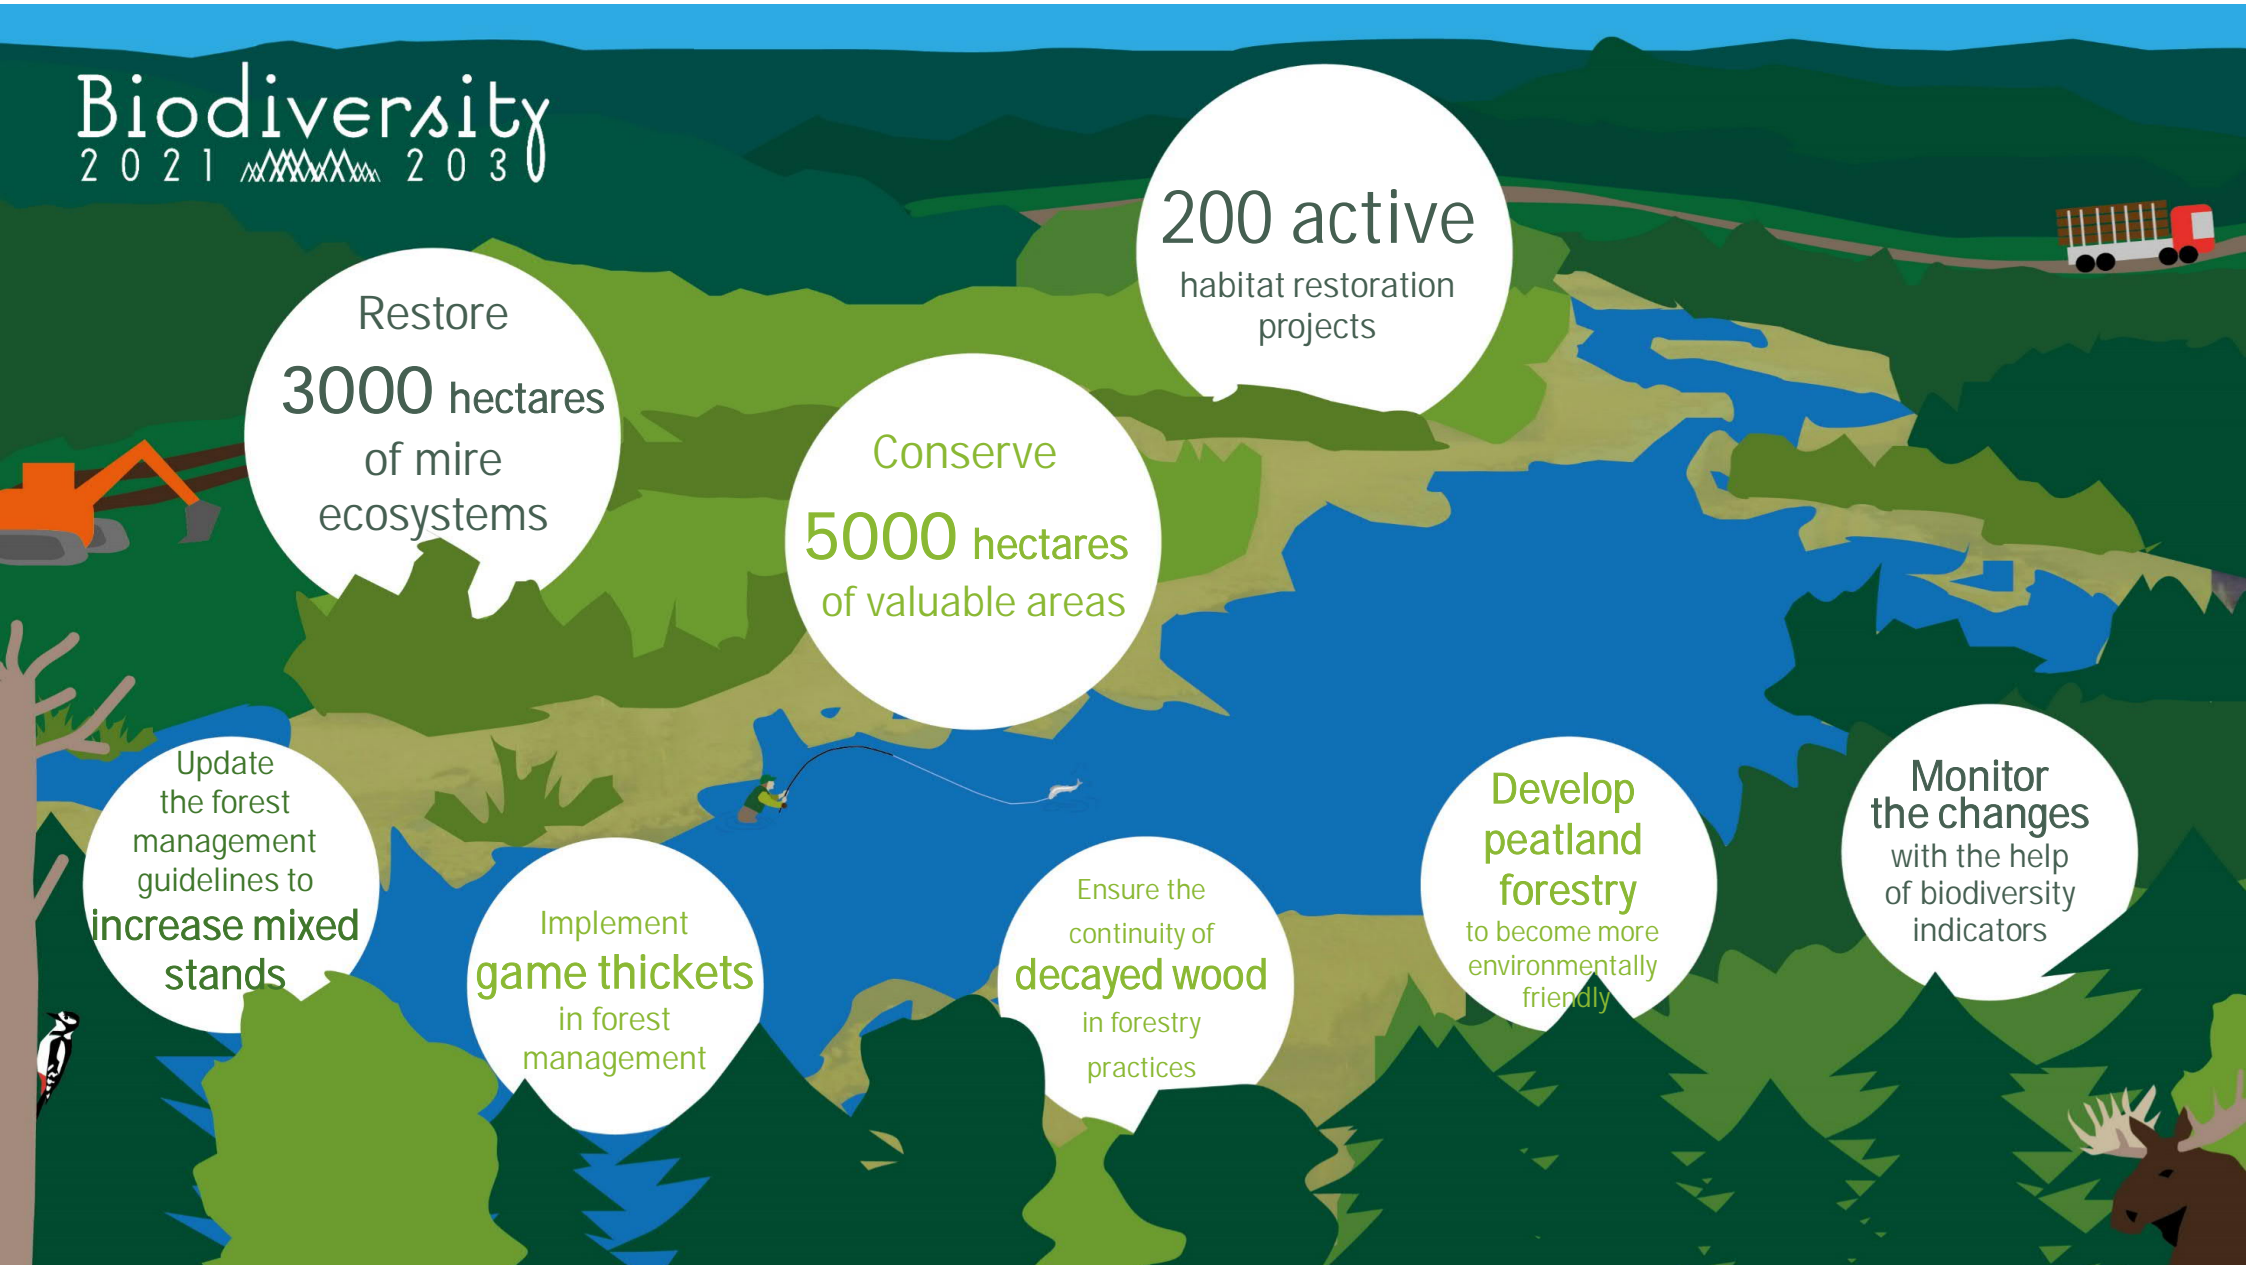 Biodiversity
2021 2030
200 active
habitat restoration
projects
Restore
3000 hectares
of mire
ecosystems
Conserve
5000 hectares
of valuable areas
Update
the forest
management
guidelines to
increase mixed
stands
Implement
game thickets
in forest
management
Ensure the
continuity of
decayed wood
in forestry
practices
Develop
peatland
forestry
to become more
environmentally
friendly
Monitor
the changes
with the help
of biodiversity
indicators